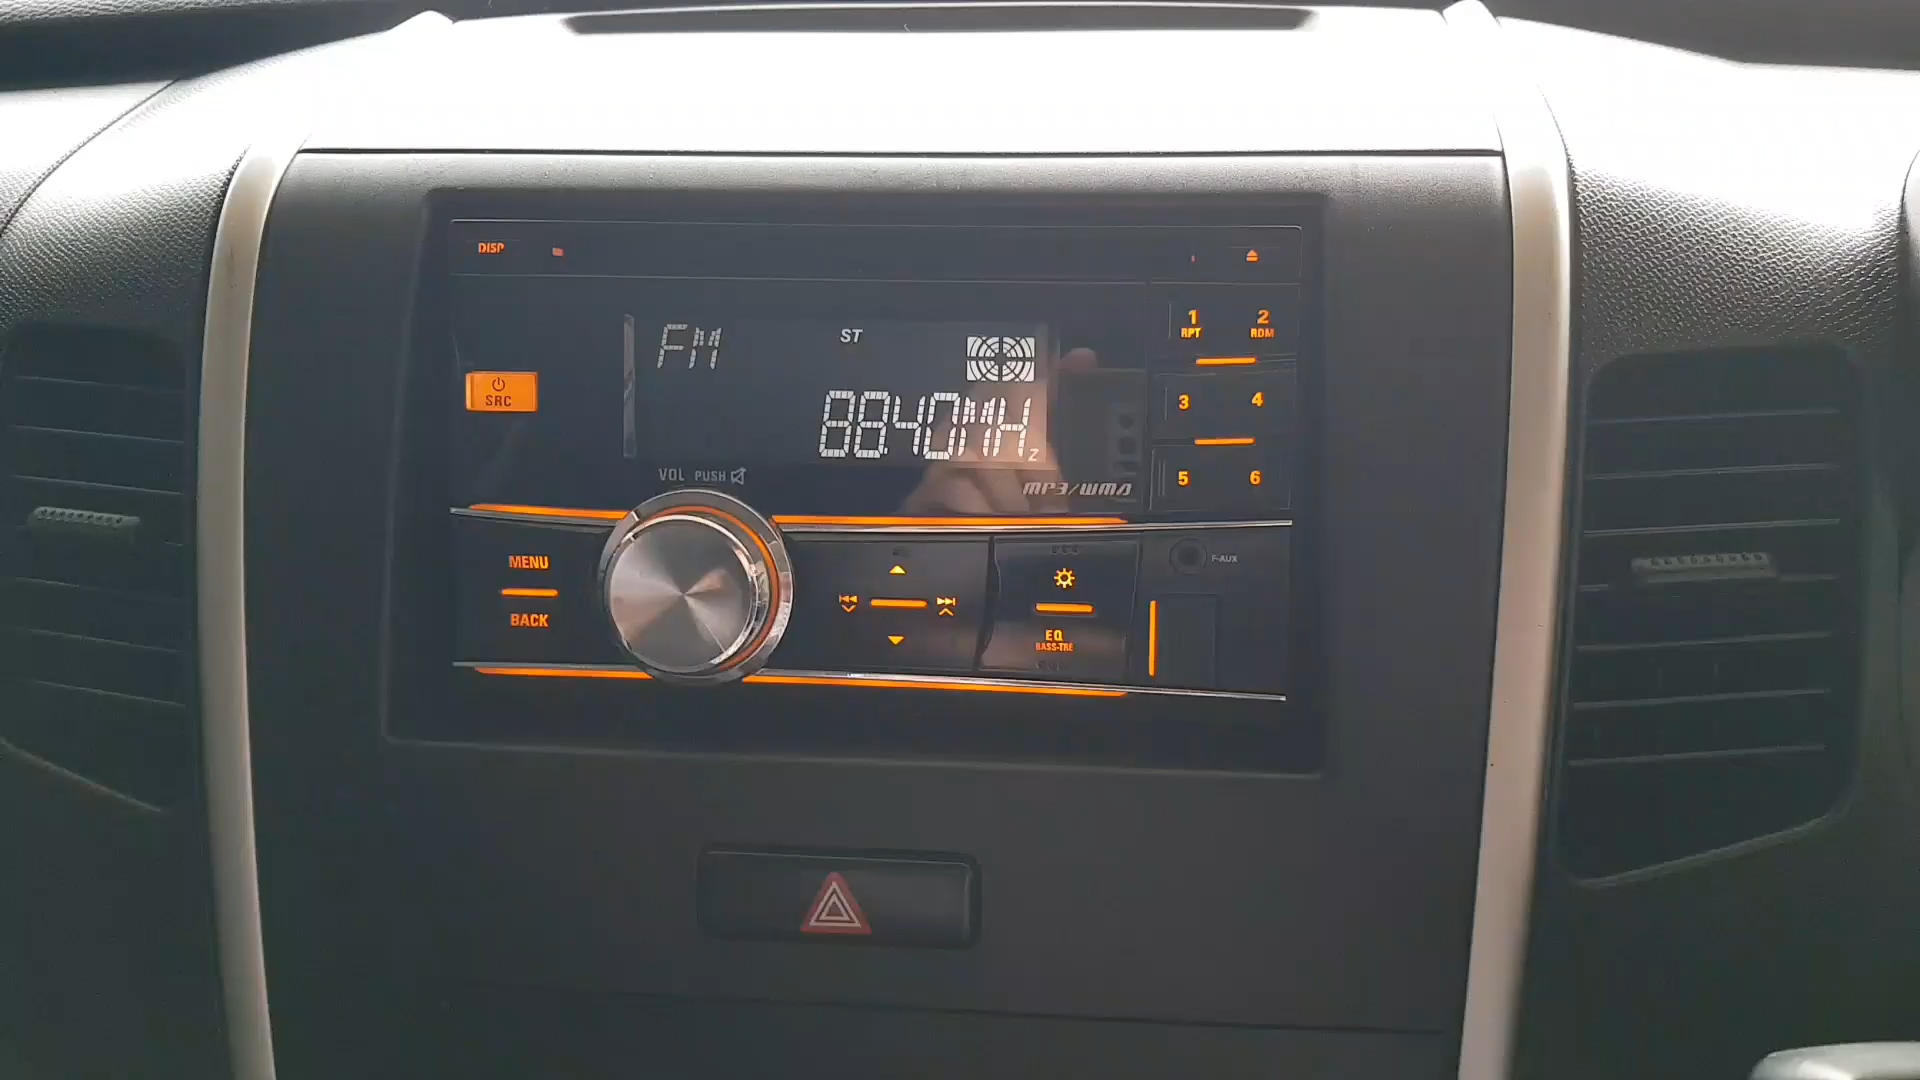 DISP
1 2
RPT RDM
FM ST
SRC
3 4
88.40MHz
VOL PUSH
MP3/WMA
5 6
MENU
F-AUX
BACK
EQ
BASS-TRE